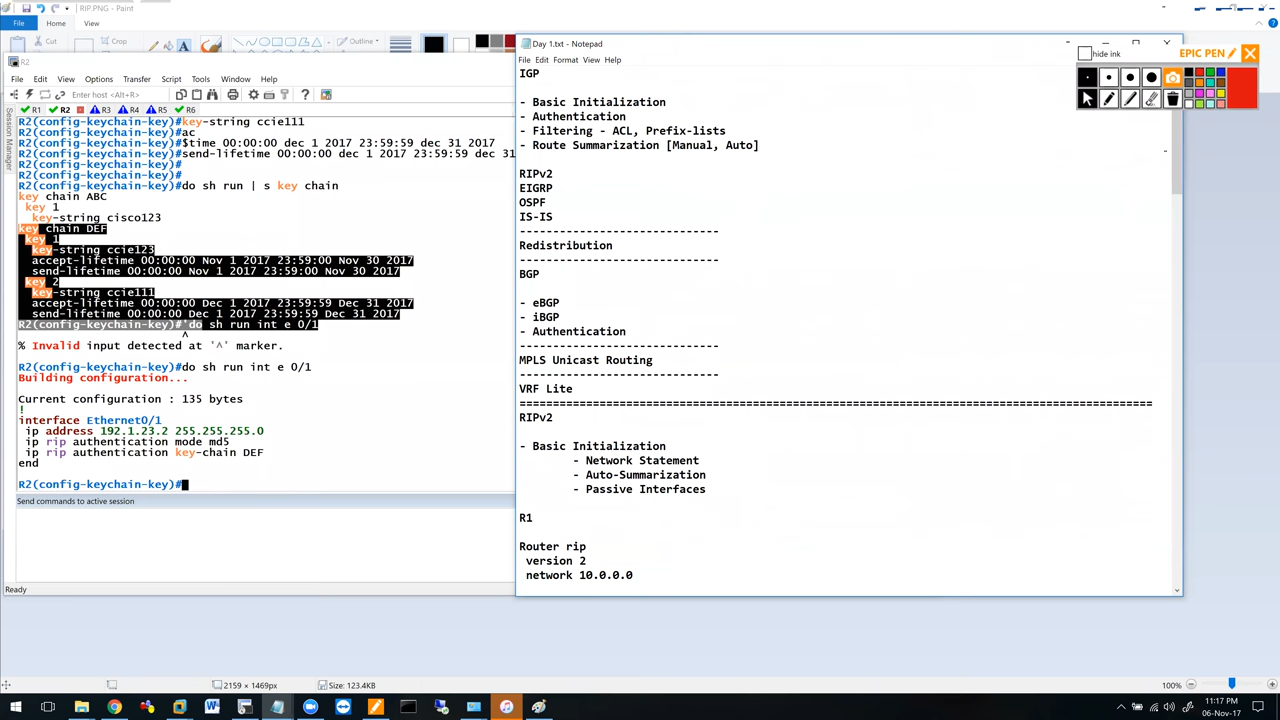 RIP.PNG - Paint
File Home View
Cut Crop Outline
R2
File Edit View Options Transfer Script Tools Window Help
Enter host <Alt+R>
R1 R2 R3 R4 R5 R6
Session Manager
R2(config-keychain-key)#key-string ccie111
R2(config-keychain-key)#ac
R2(config-keychain-key)#$time 00:00:00 dec 1 2017 23:59:59 dec 31 2017
R2(config-keychain-key)#send-lifetime 00:00:00 dec 1 2017 23:59:59 dec 31
R2(config-keychain-key)#
R2(config-keychain-key)#
R2(config-keychain-key)#do sh run | s key chain
key chain ABC
key 1
key-string cisco123
key chain DEF
key 1
key-string ccie123
accept-lifetime 00:00:00 Nov 1 2017 23:59:00 Nov 30 2017
send-lifetime 00:00:00 Nov 1 2017 23:59:00 Nov 30 2017
key 2
key-string ccie111
accept-lifetime 00:00:00 Dec 1 2017 23:59:59 Dec 31 2017
send-lifetime 00:00:00 Dec 1 2017 23:59:59 Dec 31 2017
R2(config-keychain-key)#'do sh run int e 0/1
^
% Invalid input detected at '^' marker.
R2(config-keychain-key)#do sh run int e 0/1
Building configuration...
Current configuration : 135 bytes
!
interface Ethernet0/1
ip address 192.1.23.2 255.255.255.0
ip rip authentication mode md5
ip rip authentication key-chain DEF
end
R2(config-keychain-key)#
Send commands to active session
Ready
Day 1.txt - Notepad
File Edit Format View Help
IGP
- Basic Initialization
- Authentication
- Filtering - ACL, Prefix-lists
- Route Summarization [Manual, Auto]
RIPv2
EIGRP
OSPF
IS-IS
------------------------------
Redistribution
------------------------------
BGP
- eBGP
- iBGP
- Authentication
------------------------------
MPLS Unicast Routing
------------------------------
VRF Lite
===============================================================================================
RIPv2
- Basic Initialization
- Network Statement
- Auto-Summarization
- Passive Interfaces
R1
Router rip
version 2
network 10.0.0.0
hide ink EPIC PEN
2159 × 1469px Size: 123.4KB 100%
11:17 PM
06-Nov-17